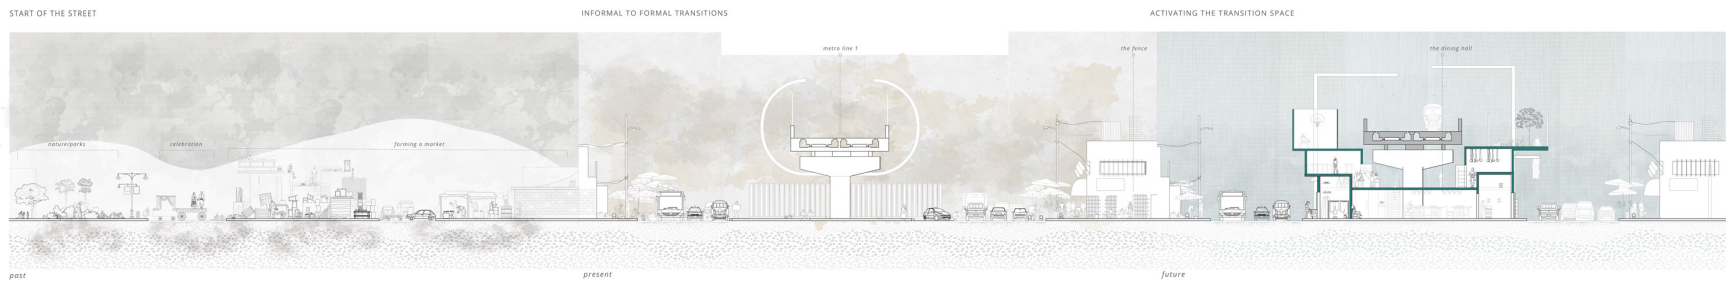 START OF THE STREET
INFORMAL TO FORMAL TRANSITIONS
ACTIVATING THE TRANSITION SPACE
metro line 1
the fence
the dining hall
nature/parks
celebration
forming a market
past
present
future